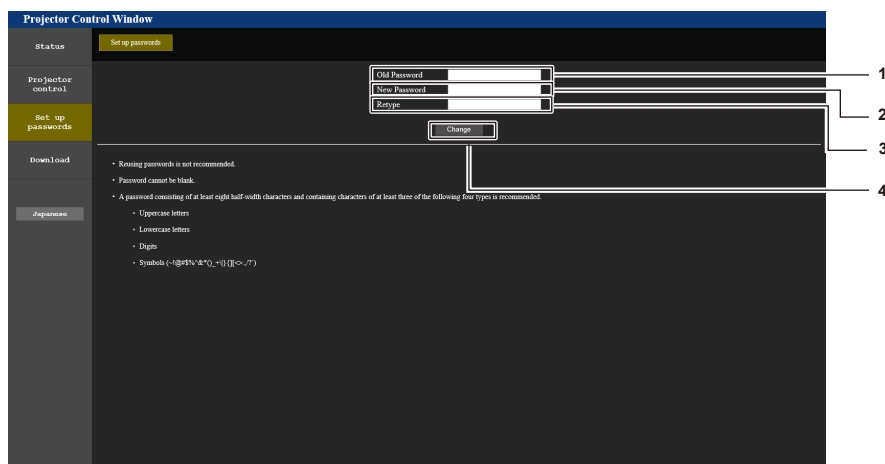 Projector Control Window
Status
Set up passwords
Projector
control
Set up
passwords
Download
Japanese
Old Password
New Password
Retype
Change
1
2
3
4
• Reusing passwords is not recommended.
• Password cannot be blank.
• A password consisting of at least eight half-width characters and containing characters of at least three of the following four types is recommended.
• Uppercase letters
• Lowercase letters
• Digits
• Symbols (~!@#$%^&*()_+\|}{][<>.,/?`)